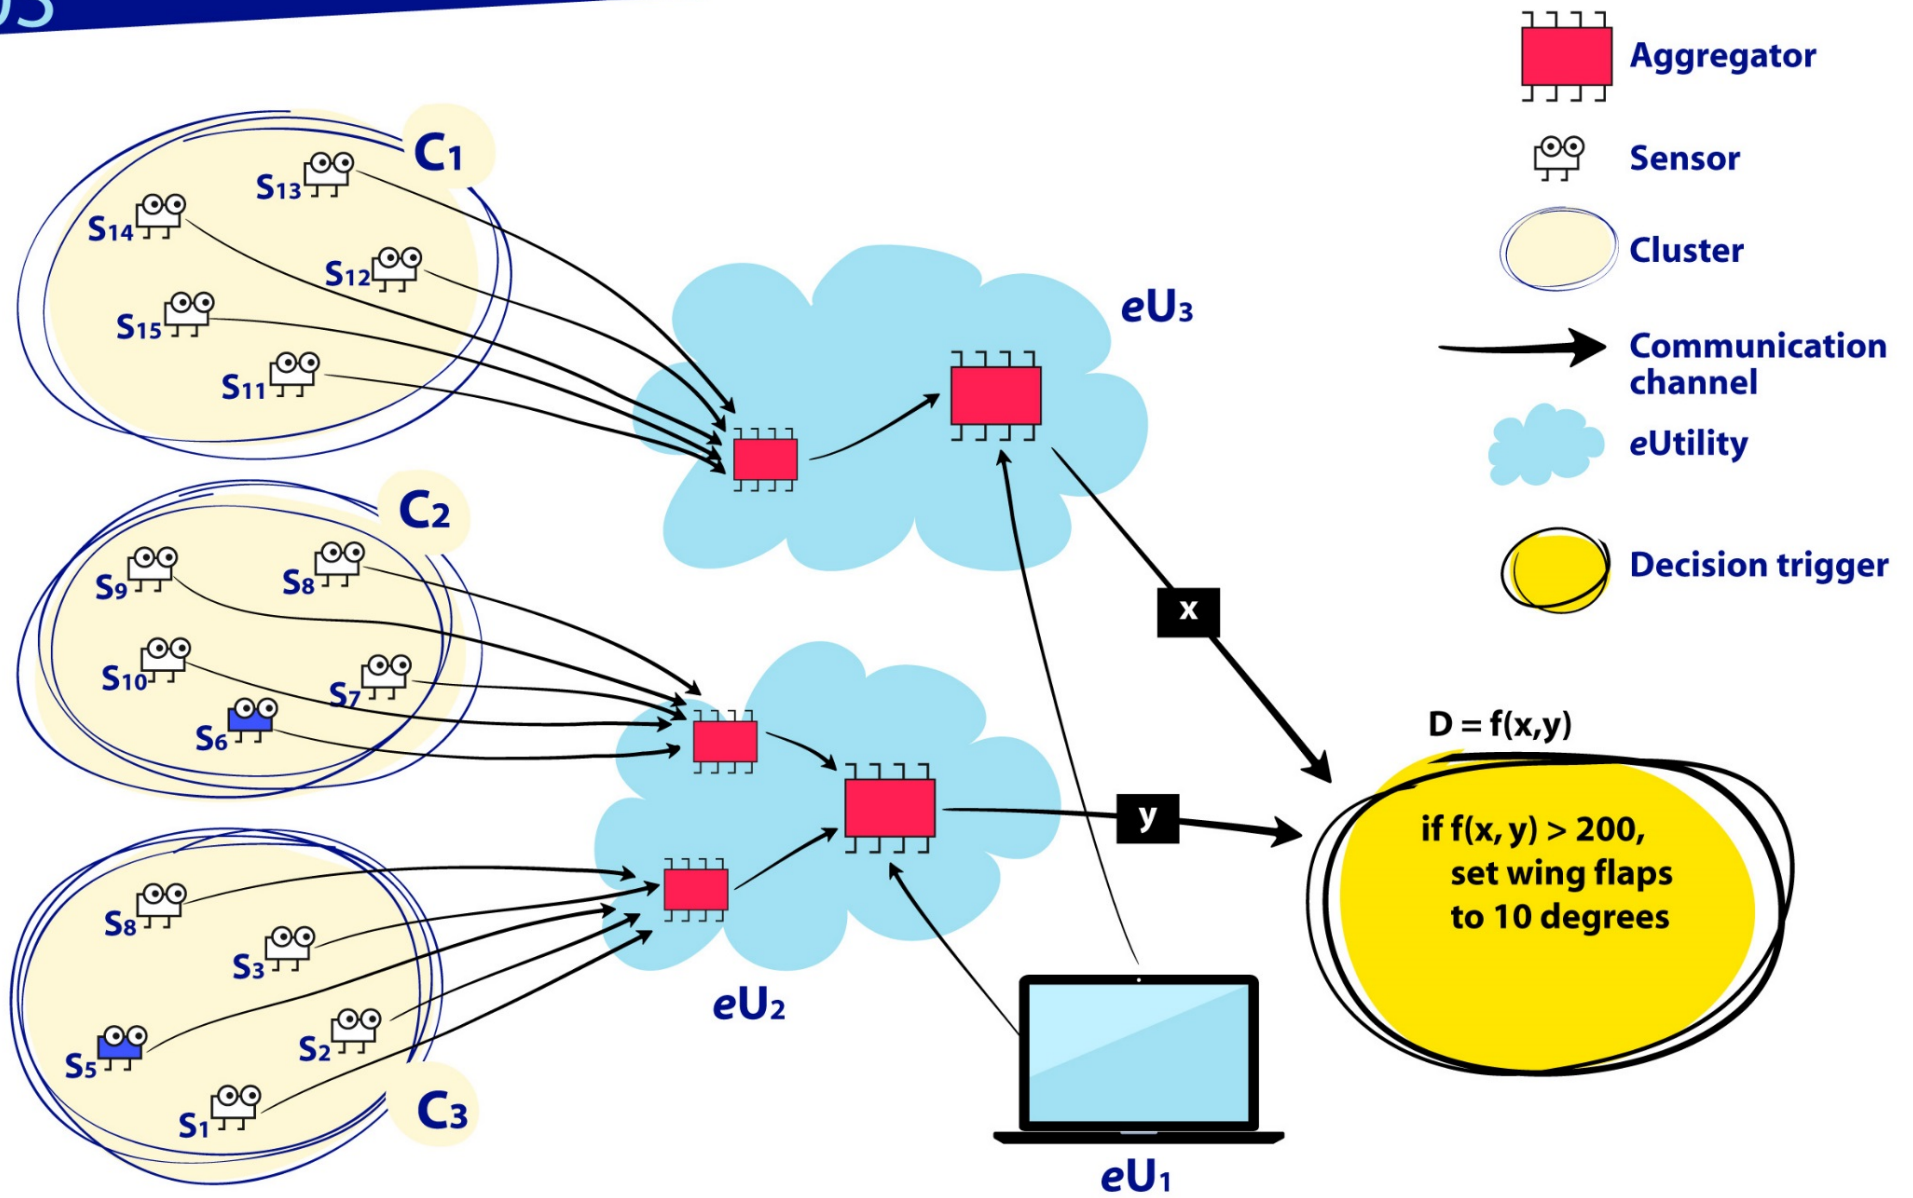 03
C1
S13
S14
S12
S15
S11
C2
S9
S8
S10
S7
S6
S8
S3
S5
S2
S1
C3
eU3
eU2
eU1
x
y
D = f(x,y)
if f(x, y) > 200,
set wing flaps
to 10 degrees
Aggregator
Sensor
Cluster
Communication
channel
eUtility
Decision trigger